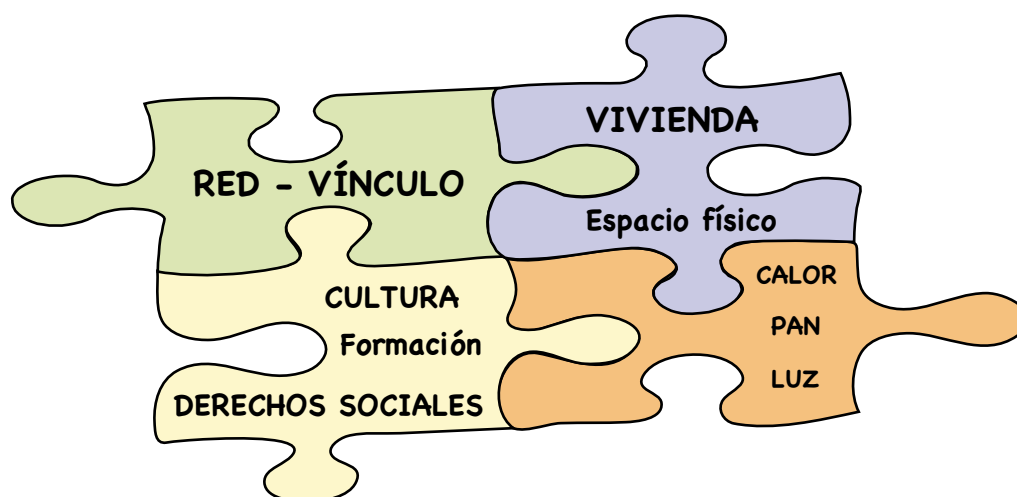 RED - VÍNCULO
VIVIENDA
Espacio físico
CULTURA
Formación
DERECHOS SOCIALES
CALOR
PAN
LUZ